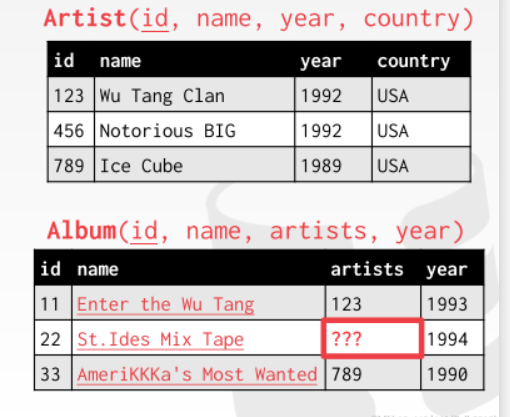 Artist(id, name, year, country)
id name year country
123 Wu Tang Clan 1992 USA
456 Notorious BIG 1992 USA
789 Ice Cube 1989 USA
Album(id, name, artists, year)
id name artists year
11 Enter the Wu Tang 123 1993
22 St.Ides Mix Tape ??? 1994
33 AmeriKKKa's Most Wanted 789 1990